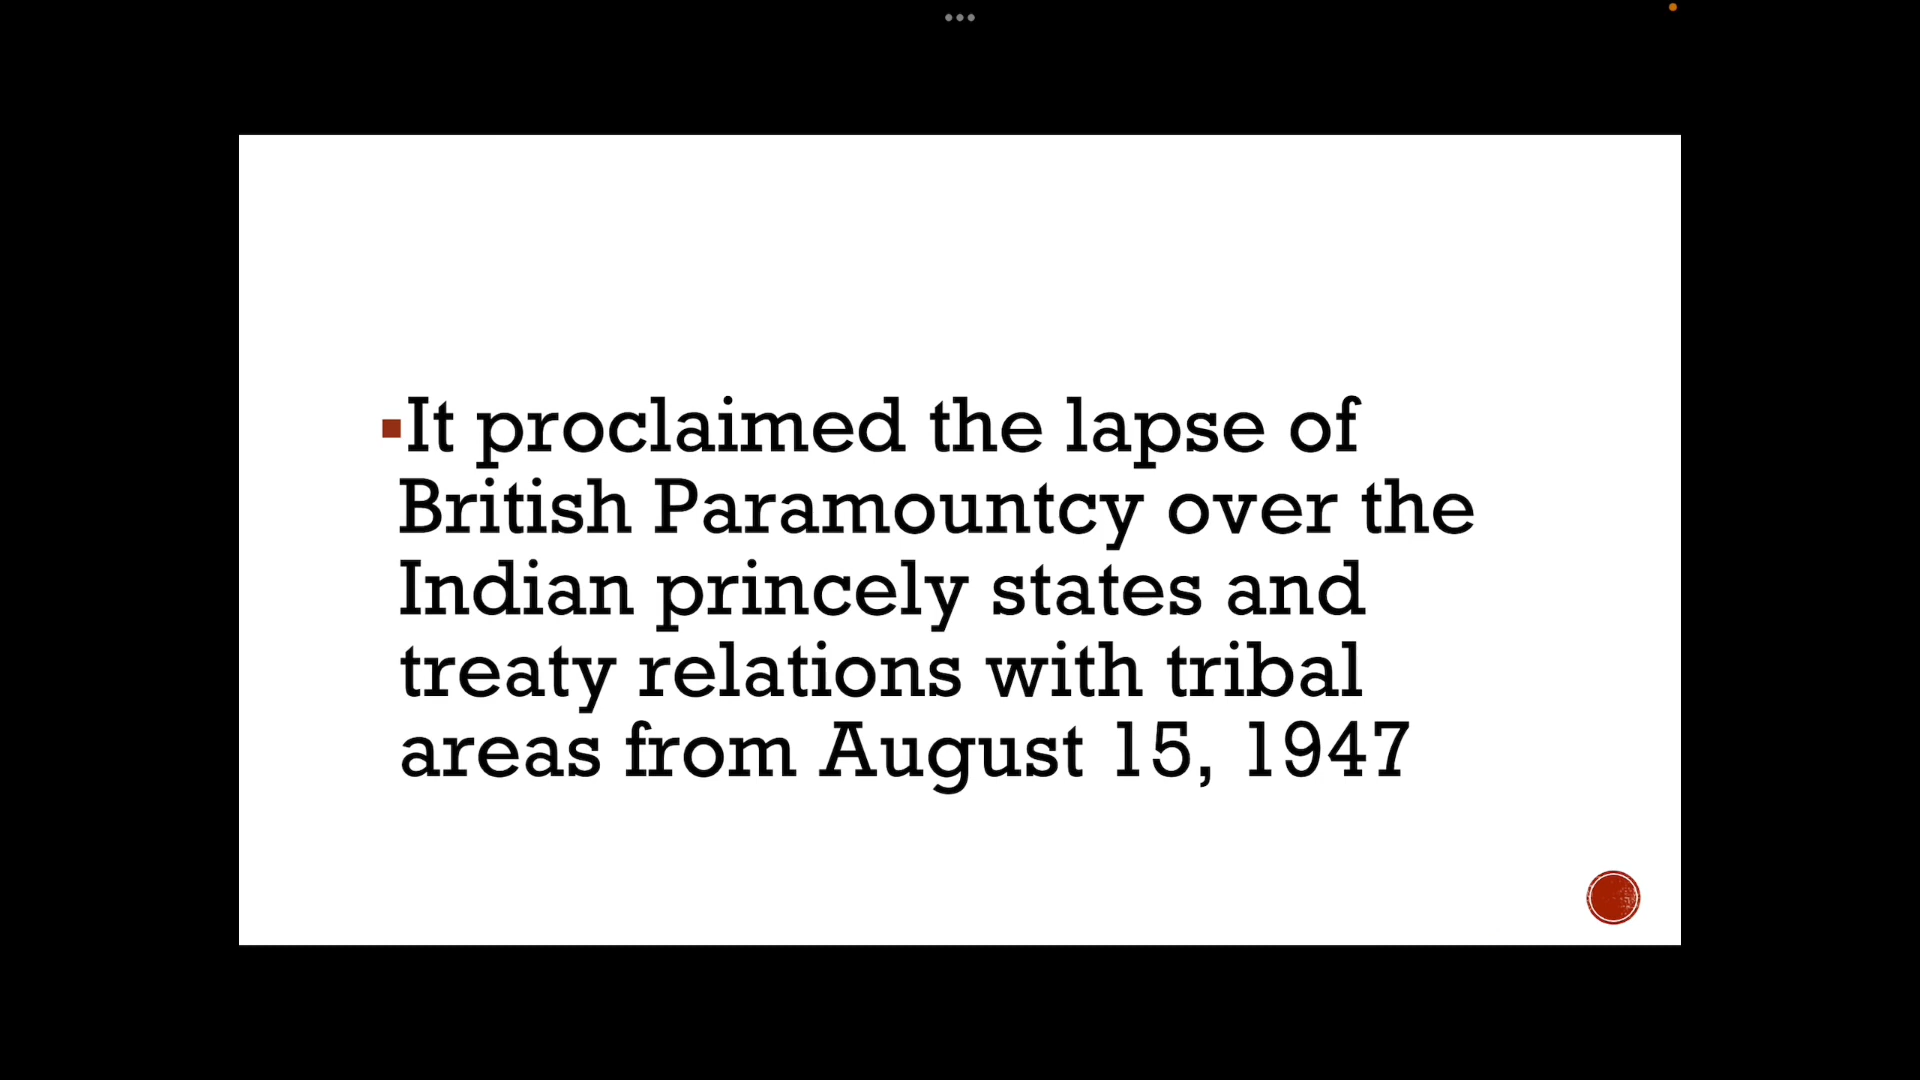 ▪It proclaimed the lapse of
British Paramountcy over the
Indian princely states and
treaty relations with tribal
areas from August 15, 1947